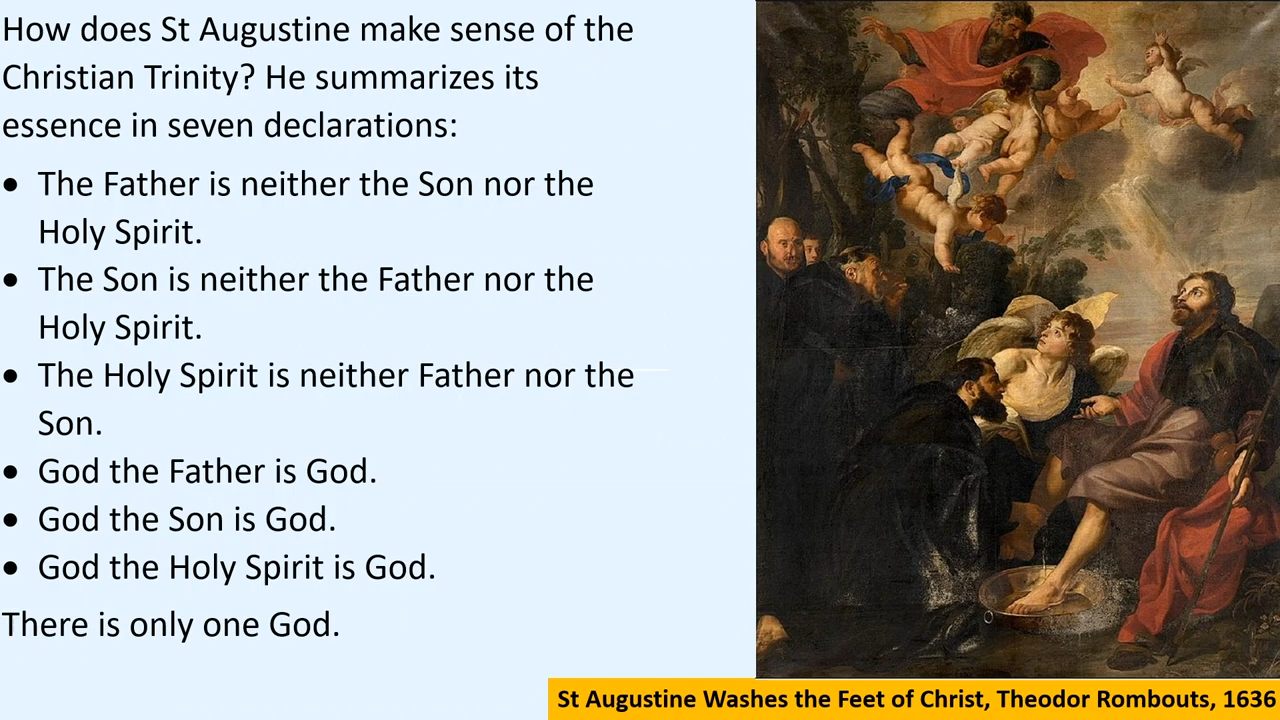 How does St Augustine make sense of the
Christian Trinity? He summarizes its
essence in seven declarations:
• The Father is neither the Son nor the
Holy Spirit.
• The Son is neither the Father nor the
Holy Spirit.
• The Holy Spirit is neither Father nor the
Son.
• God the Father is God.
• God the Son is God.
• God the Holy Spirit is God.
There is only one God.
St Augustine Washes the Feet of Christ, Theodor Rombouts, 1636